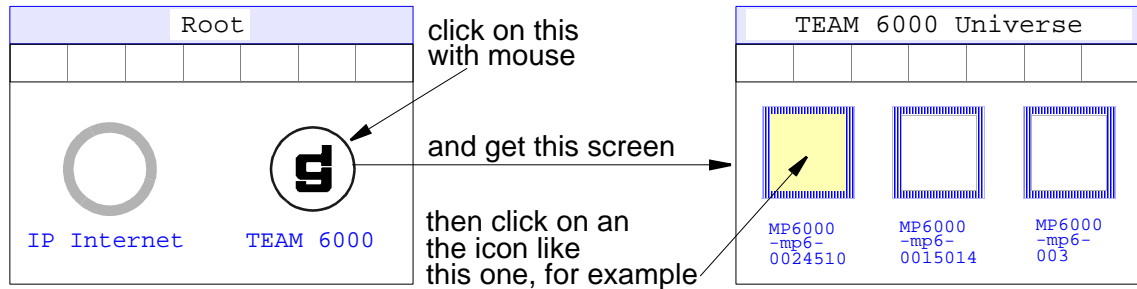 Root
click on this
with mouse
TEAM 6000 Universe
and get this screen
IP Internet
TEAM 6000
then click on an
the icon like
this one, for example
MP6000
-mp6-
0024510
MP6000
-mp6-
0015014
MP6000
-mp6-
003